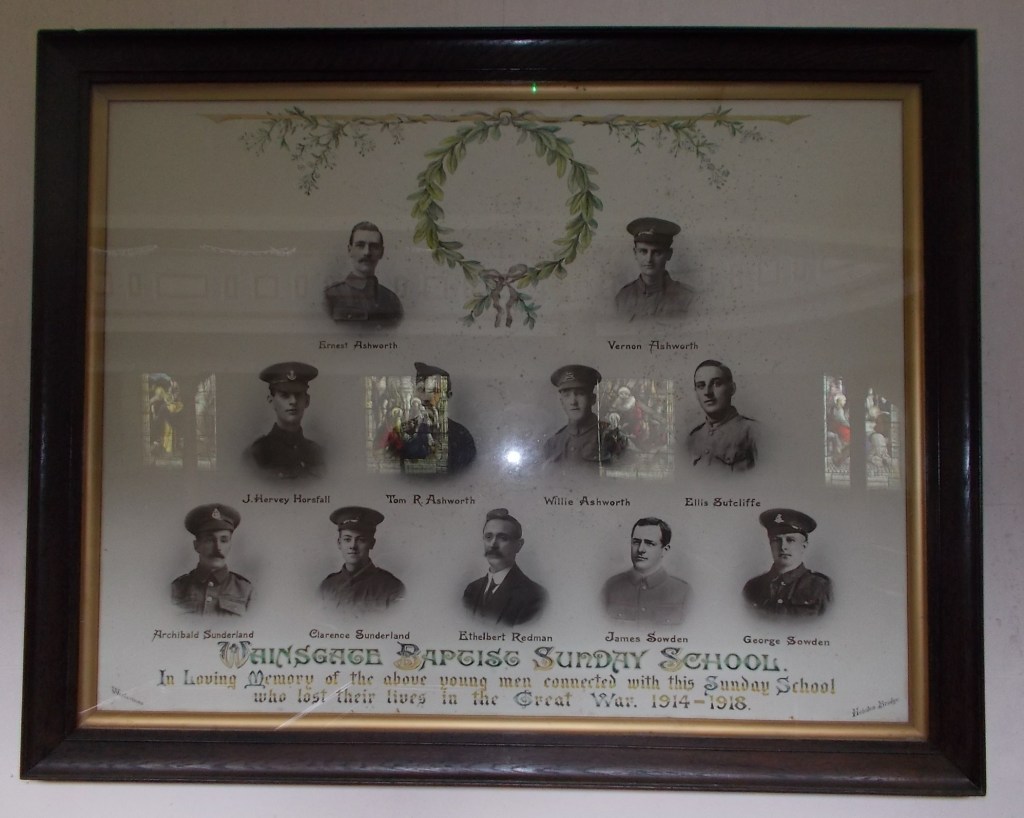 Ernest Ashworth Vernon Ashworth
J. Hervey Horsfall Tom R. Ashworth Willie Ashworth Ellis Sutcliffe
Archibald Sunderland Clarence Sunderland Ethelbert Redman James Sowden George Sowden
WAINSGATE BAPTIST SUNDAY SCHOOL.
In Loving Memory of the above young men connected with this Sunday School
who lost their lives in the Great War. 1914-1918.
Hebden Bridge